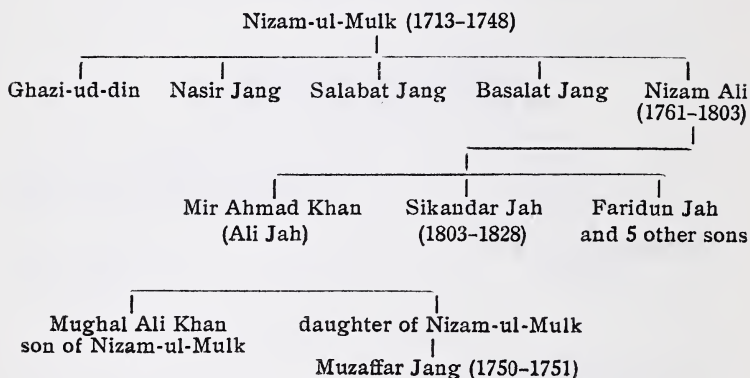 Nizam-ul-Mulk (1713–1748)
Ghazi-ud-din Nasir Jang Salabat Jang Basalat Jang Nizam Ali
(1761–1803)
Mir Ahmad Khan Sikandar Jah Faridun Jah
(Ali Jah) (1803–1828) and 5 other sons
Mughal Ali Khan daughter of Nizam-ul-Mulk
son of Nizam-ul-Mulk
Muzaffar Jang (1750–1751)